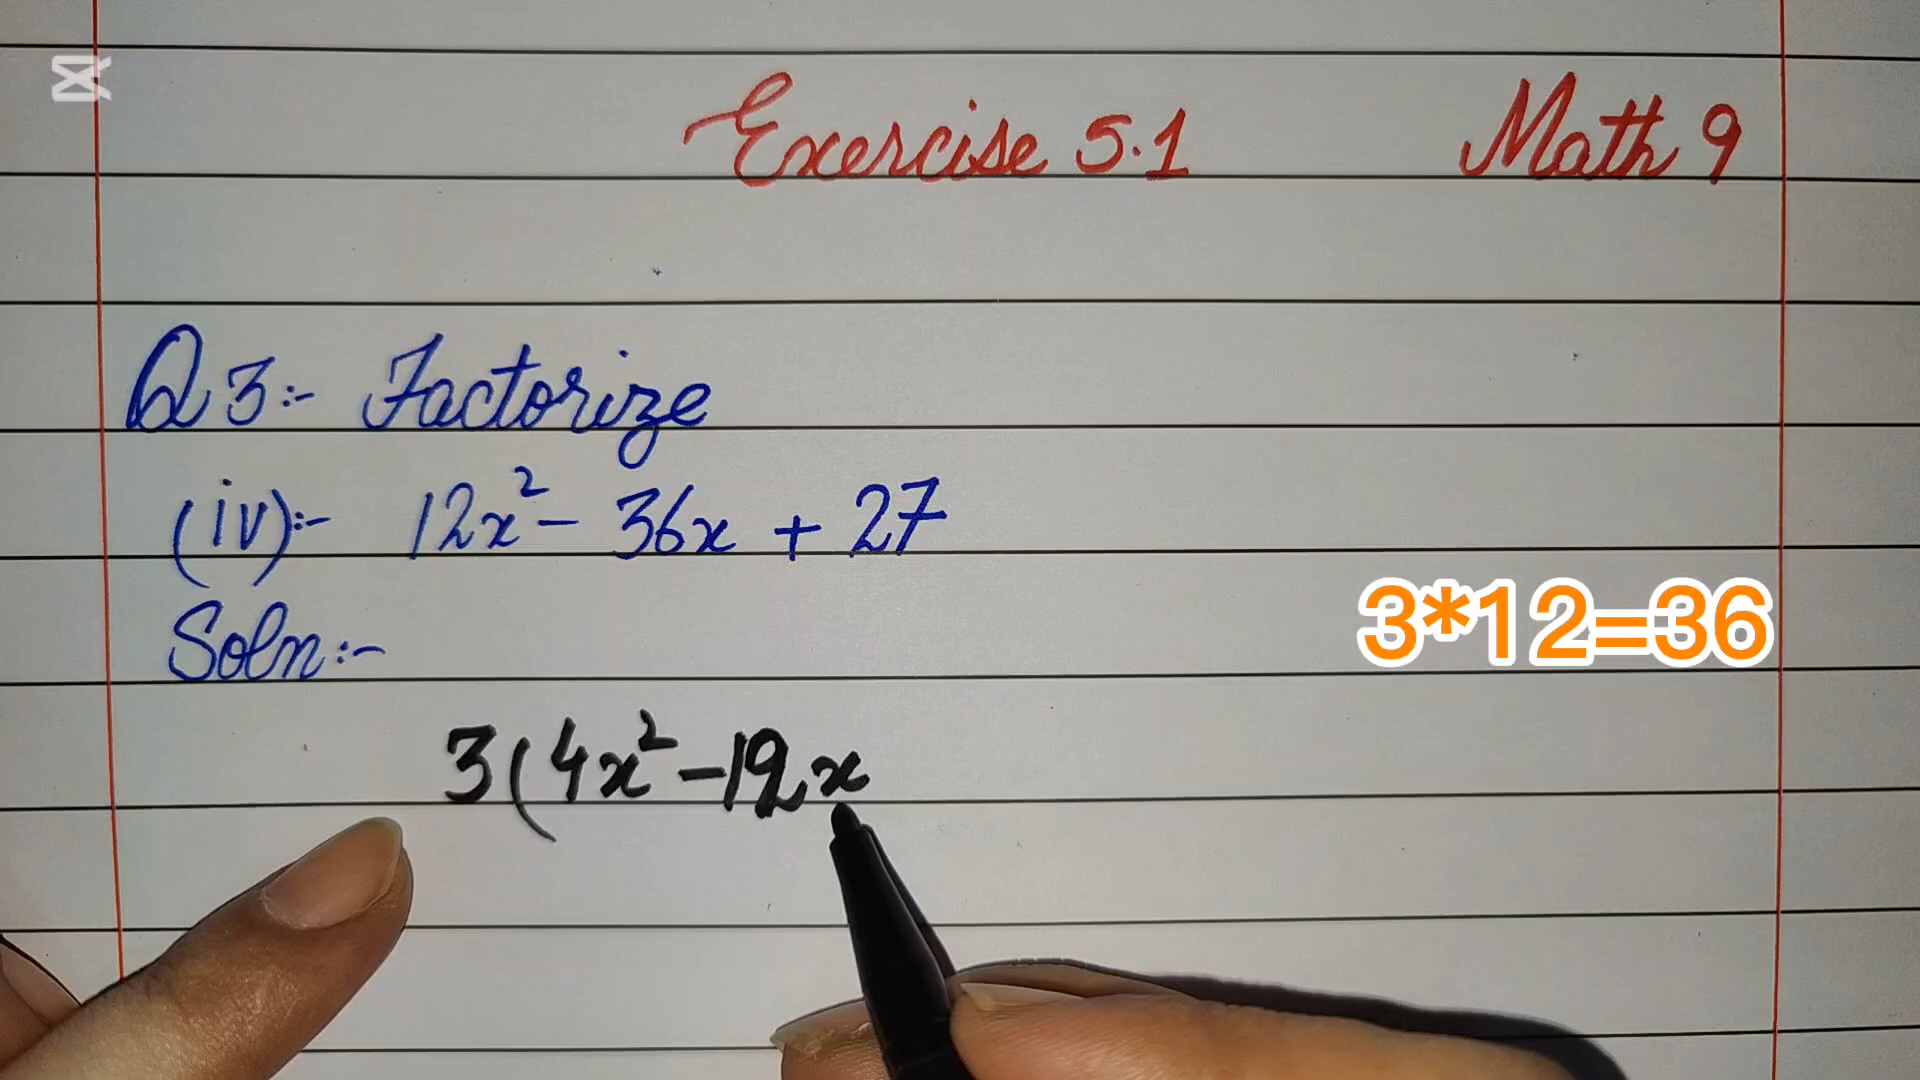 Exercise 5.1 Math 9
Q3:- Factorize
(iv):- 12x² - 36x + 27
3*12=36
Soln:-
3(4x² -12x